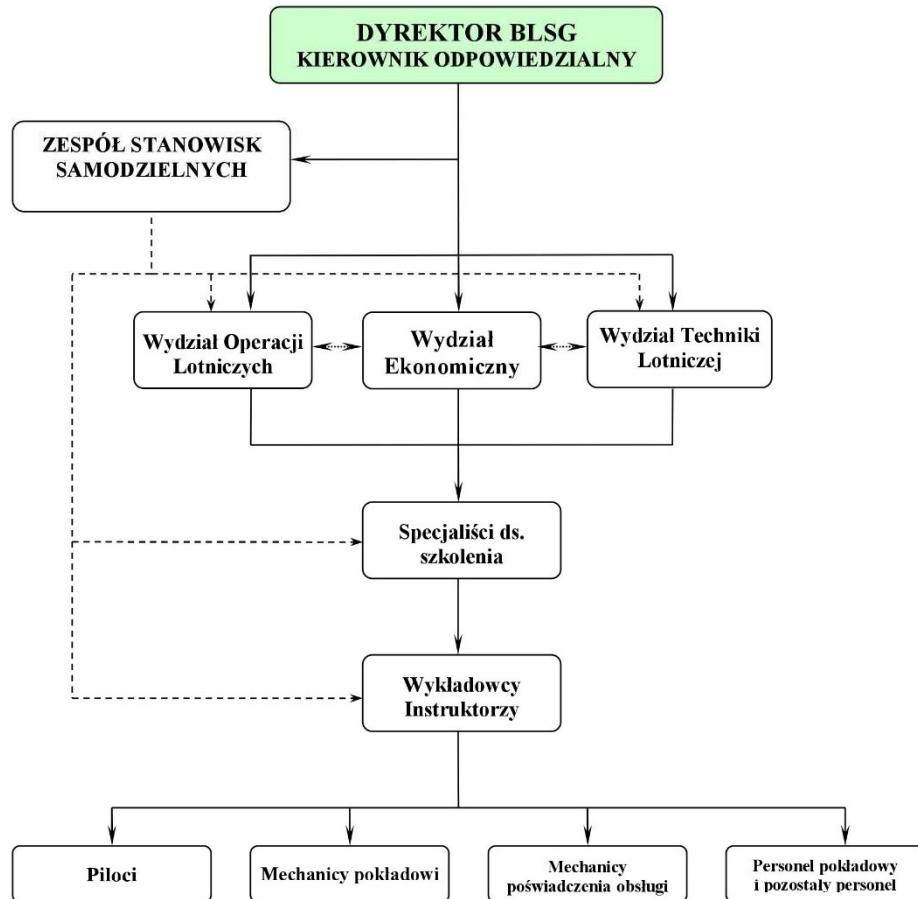 DYREKTOR BLSG
KIEROWNIK ODPOWIEDZIALNY
ZESPÓŁ STANOWISK
SAMODZIELNYCH
Wydział Operacji
Lotniczych
Wydział
Ekonomiczny
Wydział Techniki
Lotniczej
Specjaliści ds.
szkolenia
Wykładowcy
Instruktorzy
Piloci
Mechanicy pokładowi
Mechanicy
poświadczenia obsługi
Personel pokładowy
i pozostały personel